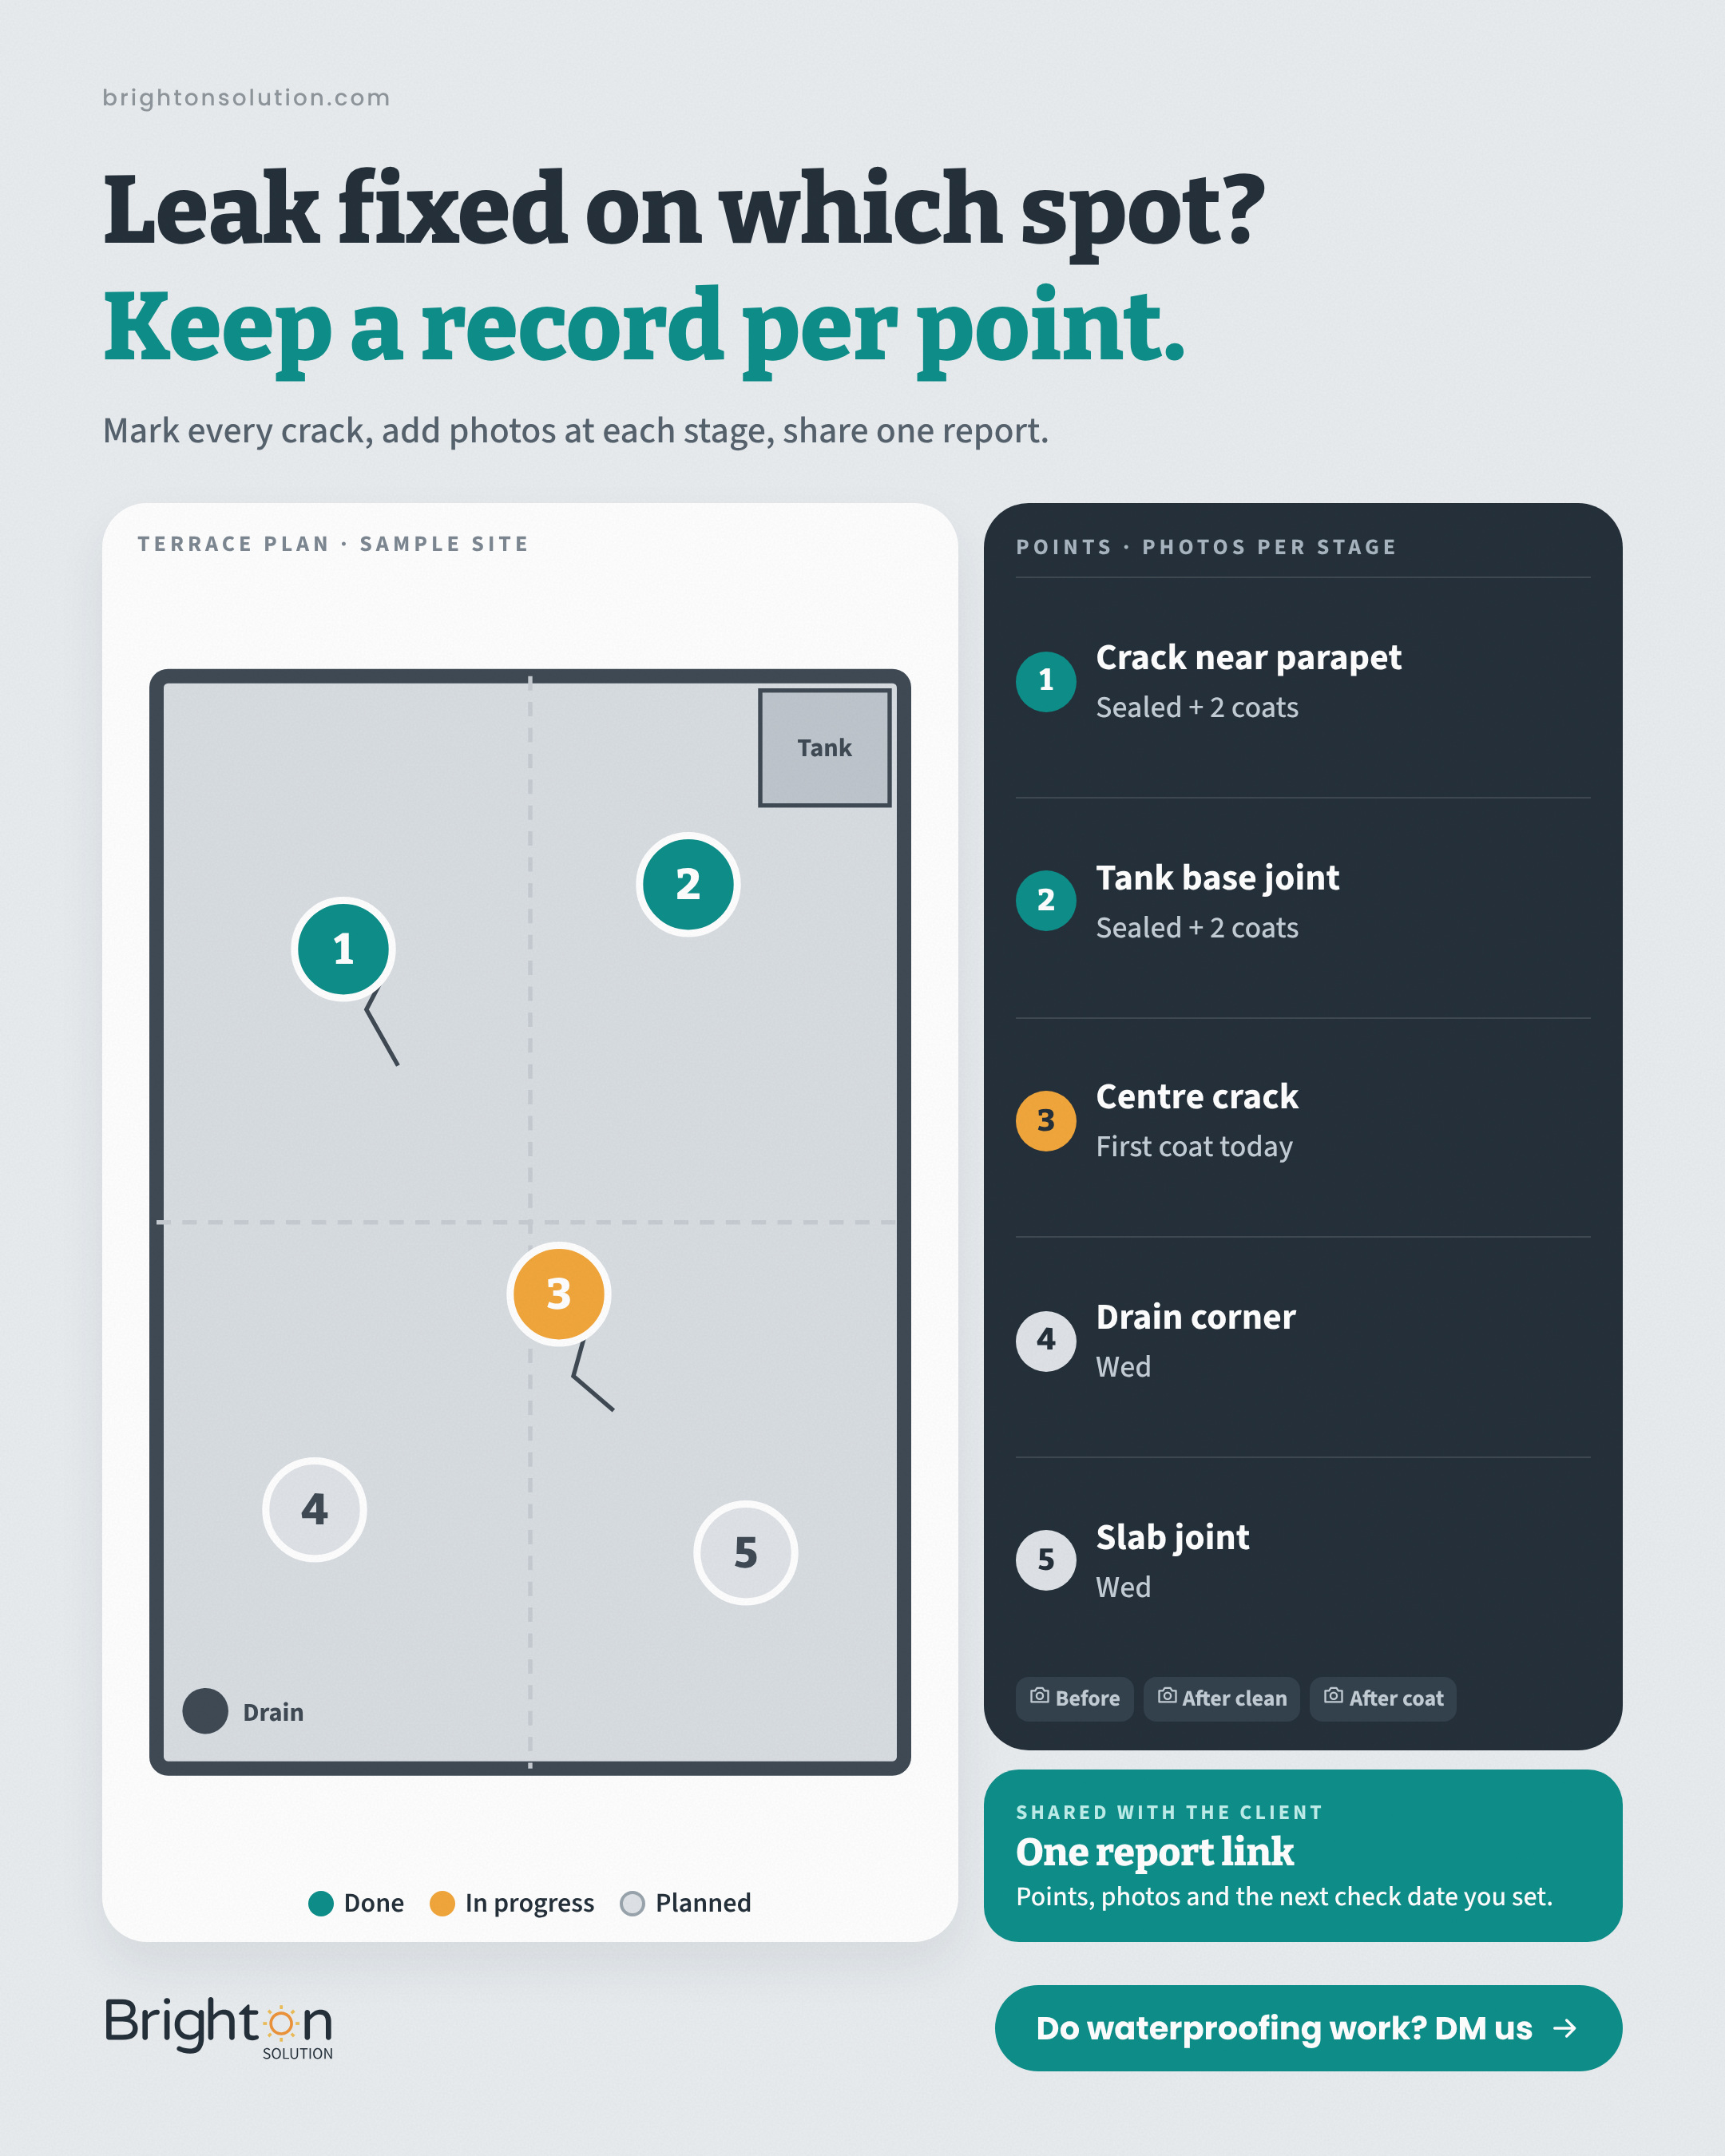 brightonsolution.com
Leak fixed on which spot?
Keep a record per point.
Mark every crack, add photos at each stage, share one report.
TERRACE PLAN · SAMPLE SITE
Tank
1
2
3
4
5
Drain
Done
In progress
Planned
POINTS · PHOTOS PER STAGE
1
Crack near parapet
Sealed + 2 coats
2
Tank base joint
Sealed + 2 coats
3
Centre crack
First coat today
4
Drain corner
Wed
5
Slab joint
Wed
Before
After clean
After coat
SHARED WITH THE CLIENT
One report link
Points, photos and the next check date you set.
Brighton
SOLUTION
Do waterproofing work? DM us →